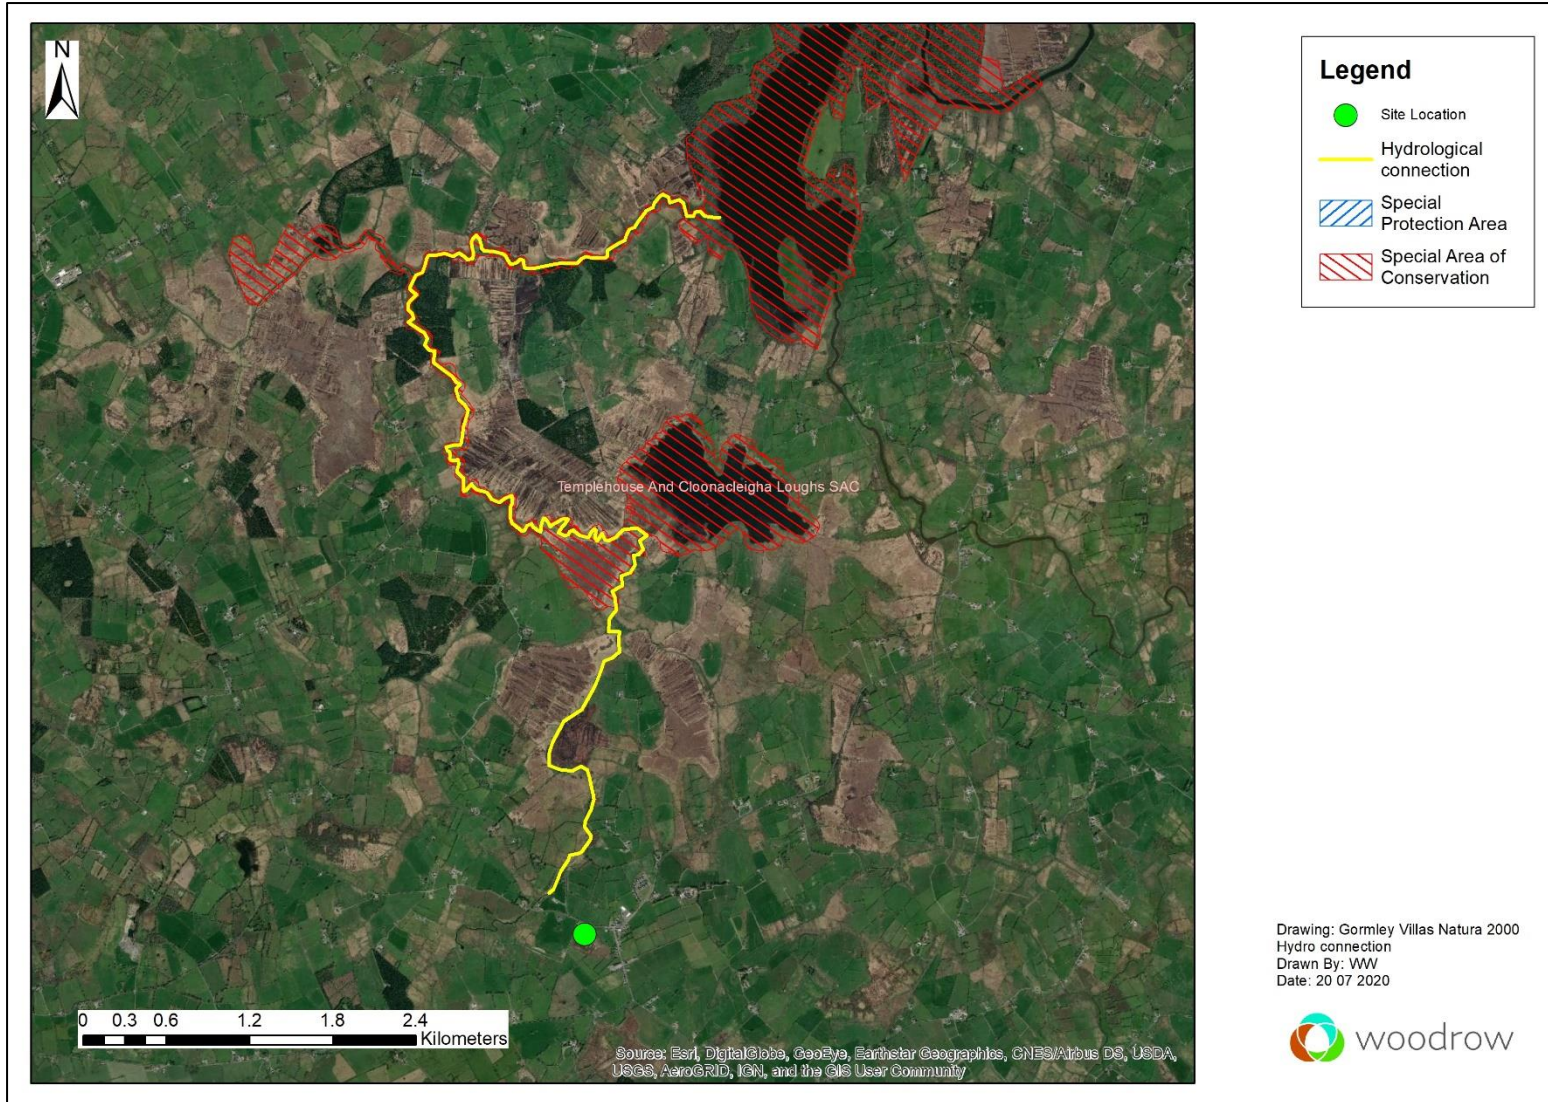 N
Templehouse And Cloonacleigha Loughs SAC
0 0.3 0.6 1.2 1.8 2.4
Kilometers
Source: Esri, DigitalGlobe, GeoEye, Earthstar Geographics, CNES/Airbus DS, USDA,
USGS, AeroGRID, IGN, and the GIS User Community
Legend
Site Location
Hydrological
connection
Special
Protection Area
Special Area of
Conservation
Drawing: Gormley Villas Natura 2000
Hydro connection
Drawn By: WW
Date: 20 07 2020
woodrow